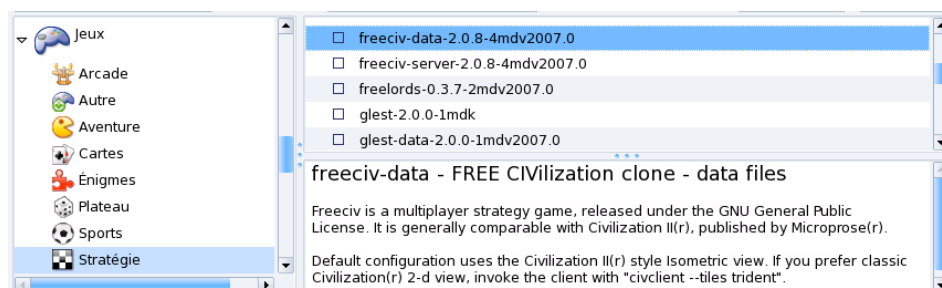 Jeux
Arcade
Autre
Aventure
Cartes
Énigmes
Plateau
Sports
Stratégie
freeciv-data-2.0.8-4mdv2007.0
freeciv-server-2.0.8-4mdv2007.0
freelords-0.3.7-2mdv2007.0
glest-2.0.0-1mdk
glest-data-2.0.0-1mdv2007.0
freeciv-data - FREE CIVilization clone - data files
Freeciv is a multiplayer strategy game, released under the GNU General Public
License. It is generally comparable with Civilization II(r), published by Microprose(r).
Default configuration uses the Civilization II(r) style Isometric view. If you prefer classic
Civilization(r) 2-d view, invoke the client with "civclient --tiles trident".